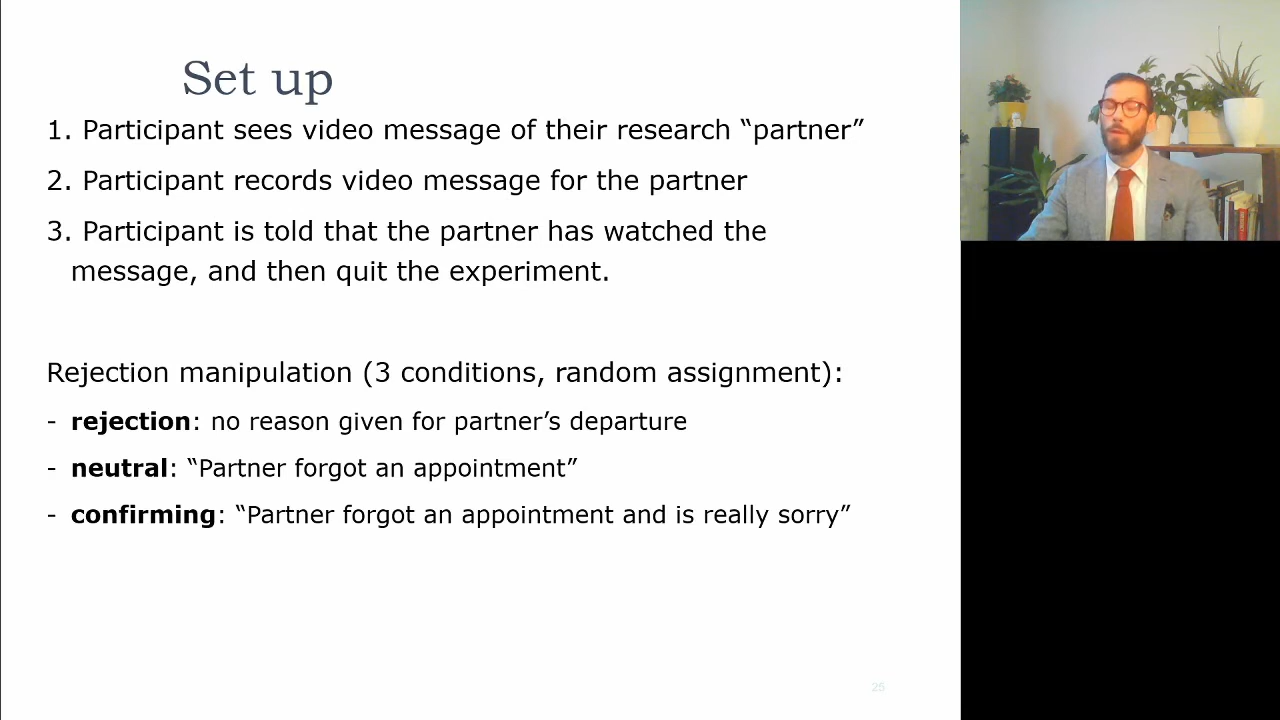 Set up
1. Participant sees video message of their research “partner”
2. Participant records video message for the partner
3. Participant is told that the partner has watched the
message, and then quit the experiment.
Rejection manipulation (3 conditions, random assignment):
- rejection: no reason given for partner’s departure
- neutral: “Partner forgot an appointment”
- confirming: “Partner forgot an appointment and is really sorry”
25